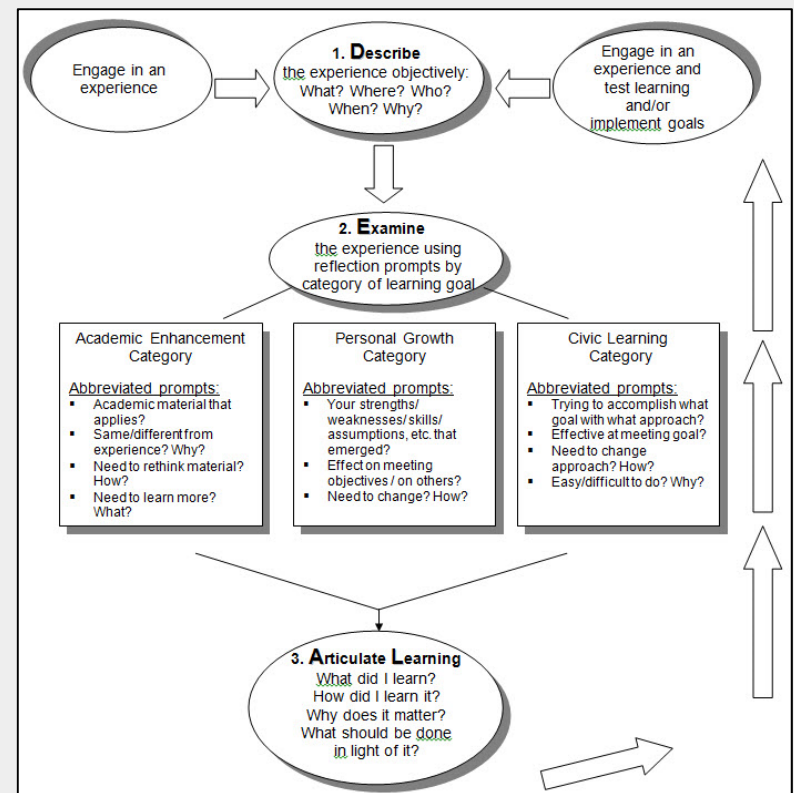 Engage in an
experience
1. Describe
the experience objectively:
What? Where? Who?
When? Why?
Engage in an
experience and
test learning
and/or
implement goals
2. Examine
the experience using
reflection prompts by
category of learning goal
Academic Enhancement
Category
Abbreviated prompts:
▪ Academic material that
applies?
▪ Same/different from
experience? Why?
▪ Need to rethink material?
How?
▪ Need to learn more?
What?
Personal Growth
Category
Abbreviated prompts:
▪ Your strengths/
weaknesses/ skills/
assumptions, etc. that
emerged?
▪ Effect on meeting
objectives / on others?
▪ Need to change? How?
Civic Learning
Category
Abbreviated prompts:
▪ Trying to accomplish what
goal with what approach?
▪ Effective at meeting goal?
▪ Need to change
approach? How?
▪ Easy/difficult to do? Why?
3. Articulate Learning
What did I learn?
How did I learn it?
Why does it matter?
What should be done
in light of it?